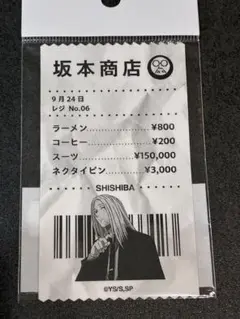 坂本商店
9月24日
レジ No.06
ラーメン..................¥800
コーヒー..................¥200
スーツ..............¥150,000
ネクタイピン.........¥3,000
SHISHIBA
©YS/S,SP